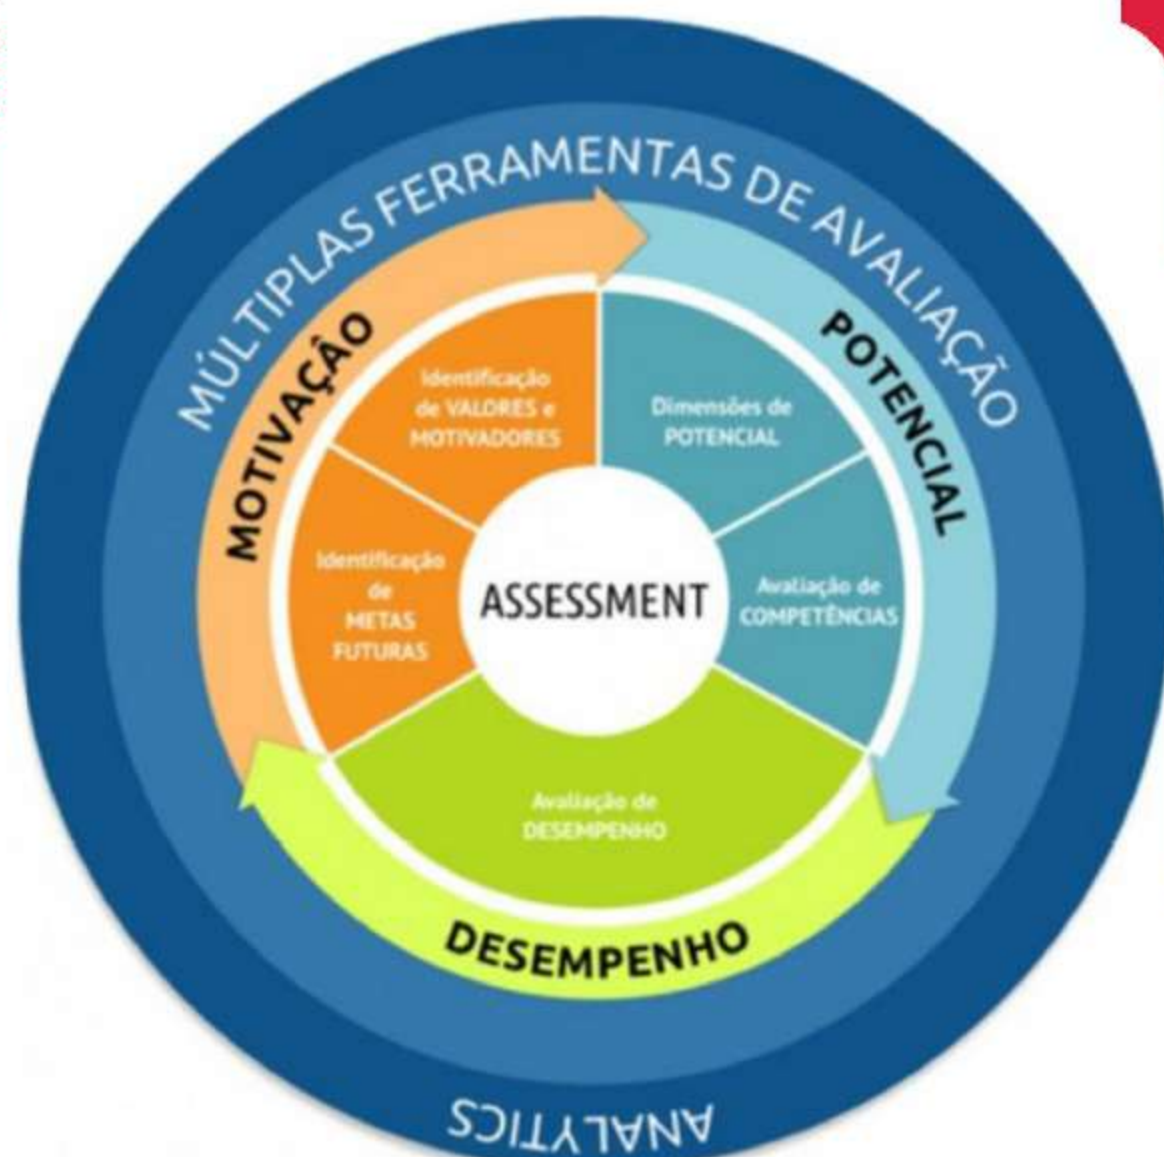 MÚLTIPLAS FERRAMENTAS DE AVALIAÇÃO
MOTIVAÇÃO
POTENCIAL
Identificação
de VALORES e
MOTIVADORES
Dimensões de
POTENCIAL
Identificação
de
METAS
FUTURAS
ASSESSMENT
Avaliação de
COMPETÊNCIAS
Avaliação de
DESEMPENHO
DESEMPENHO
ANALYTICS